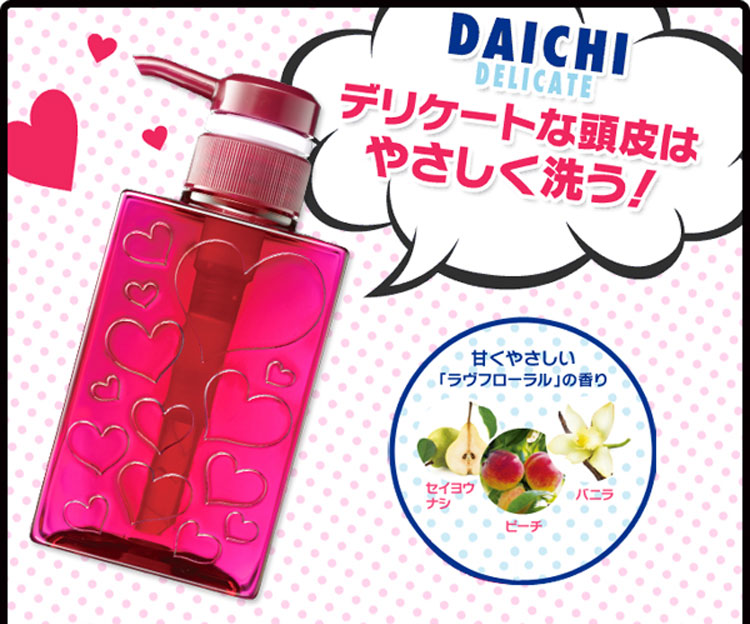 DAICHI
DELICATE
デリケートな頭皮は
やさしく洗う!
甘くやさしい
「ラヴフローラル」の香り
セイヨウ
ナシ
ピーチ
バニラ